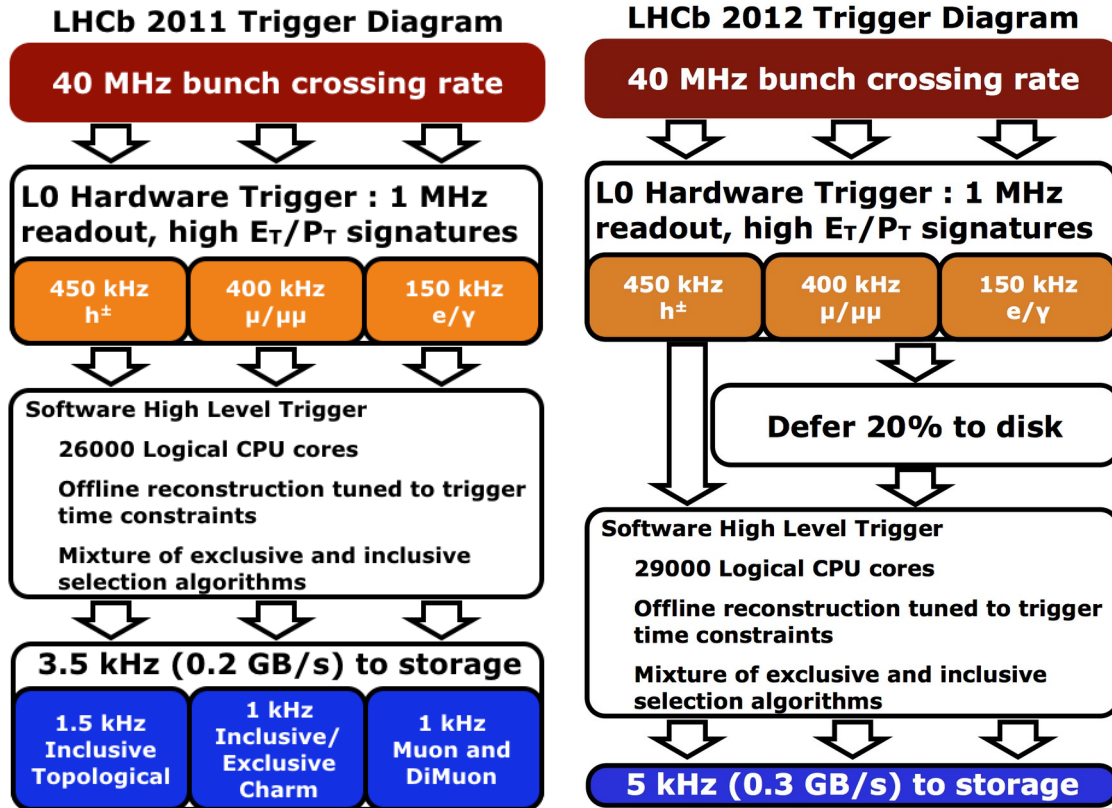 LHCb 2011 Trigger Diagram
40 MHz bunch crossing rate
L0 Hardware Trigger : 1 MHz
readout, high E_T/P_T signatures
450 kHz
h±
400 kHz
μ/μμ
150 kHz
e/γ
Software High Level Trigger
26000 Logical CPU cores
Offline reconstruction tuned to trigger
time constraints
Mixture of exclusive and inclusive
selection algorithms
3.5 kHz (0.2 GB/s) to storage
1.5 kHz
Inclusive
Topological
1 kHz
Inclusive/
Exclusive
Charm
1 kHz
Muon and
DiMuon
LHCb 2012 Trigger Diagram
40 MHz bunch crossing rate
L0 Hardware Trigger : 1 MHz
readout, high E_T/P_T signatures
450 kHz
h±
400 kHz
μ/μμ
150 kHz
e/γ
Defer 20% to disk
Software High Level Trigger
29000 Logical CPU cores
Offline reconstruction tuned to trigger
time constraints
Mixture of exclusive and inclusive
selection algorithms
5 kHz (0.3 GB/s) to storage